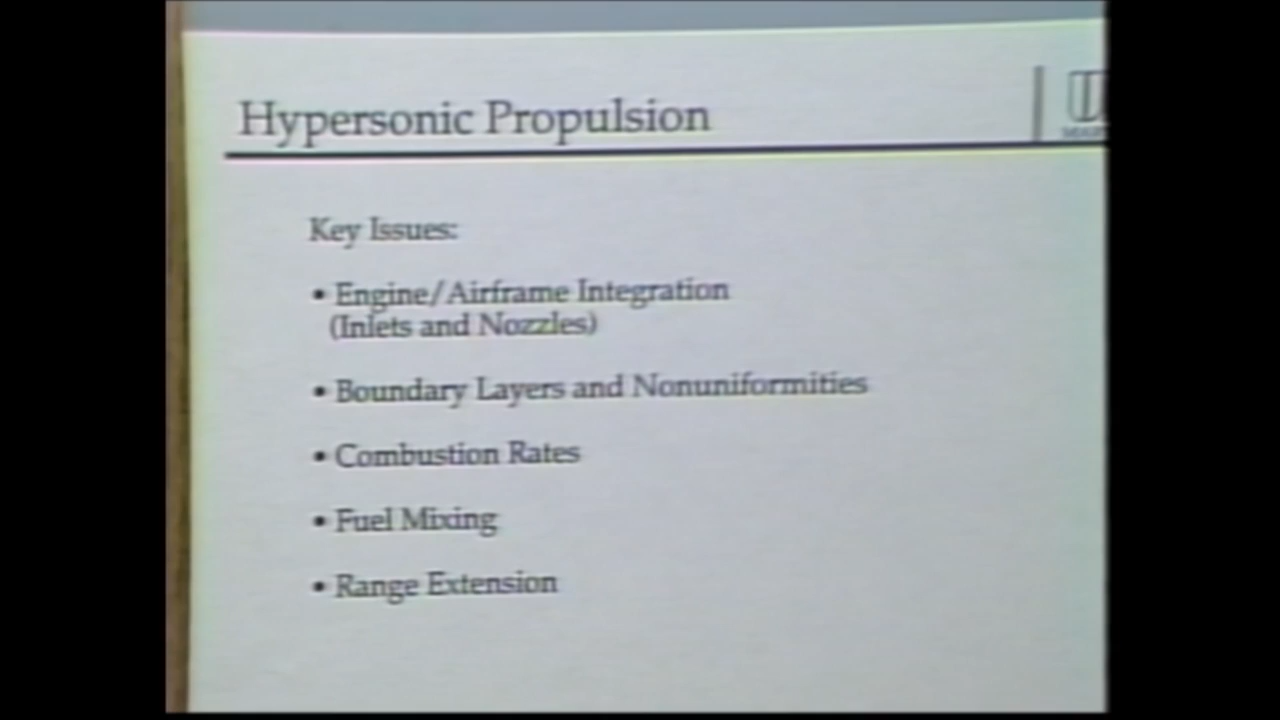 Hypersonic Propulsion
Key Issues:
• Engine/Airframe Integration
(Inlets and Nozzles)
• Boundary Layers and Nonuniformities
• Combustion Rates
• Fuel Mixing
• Range Extension